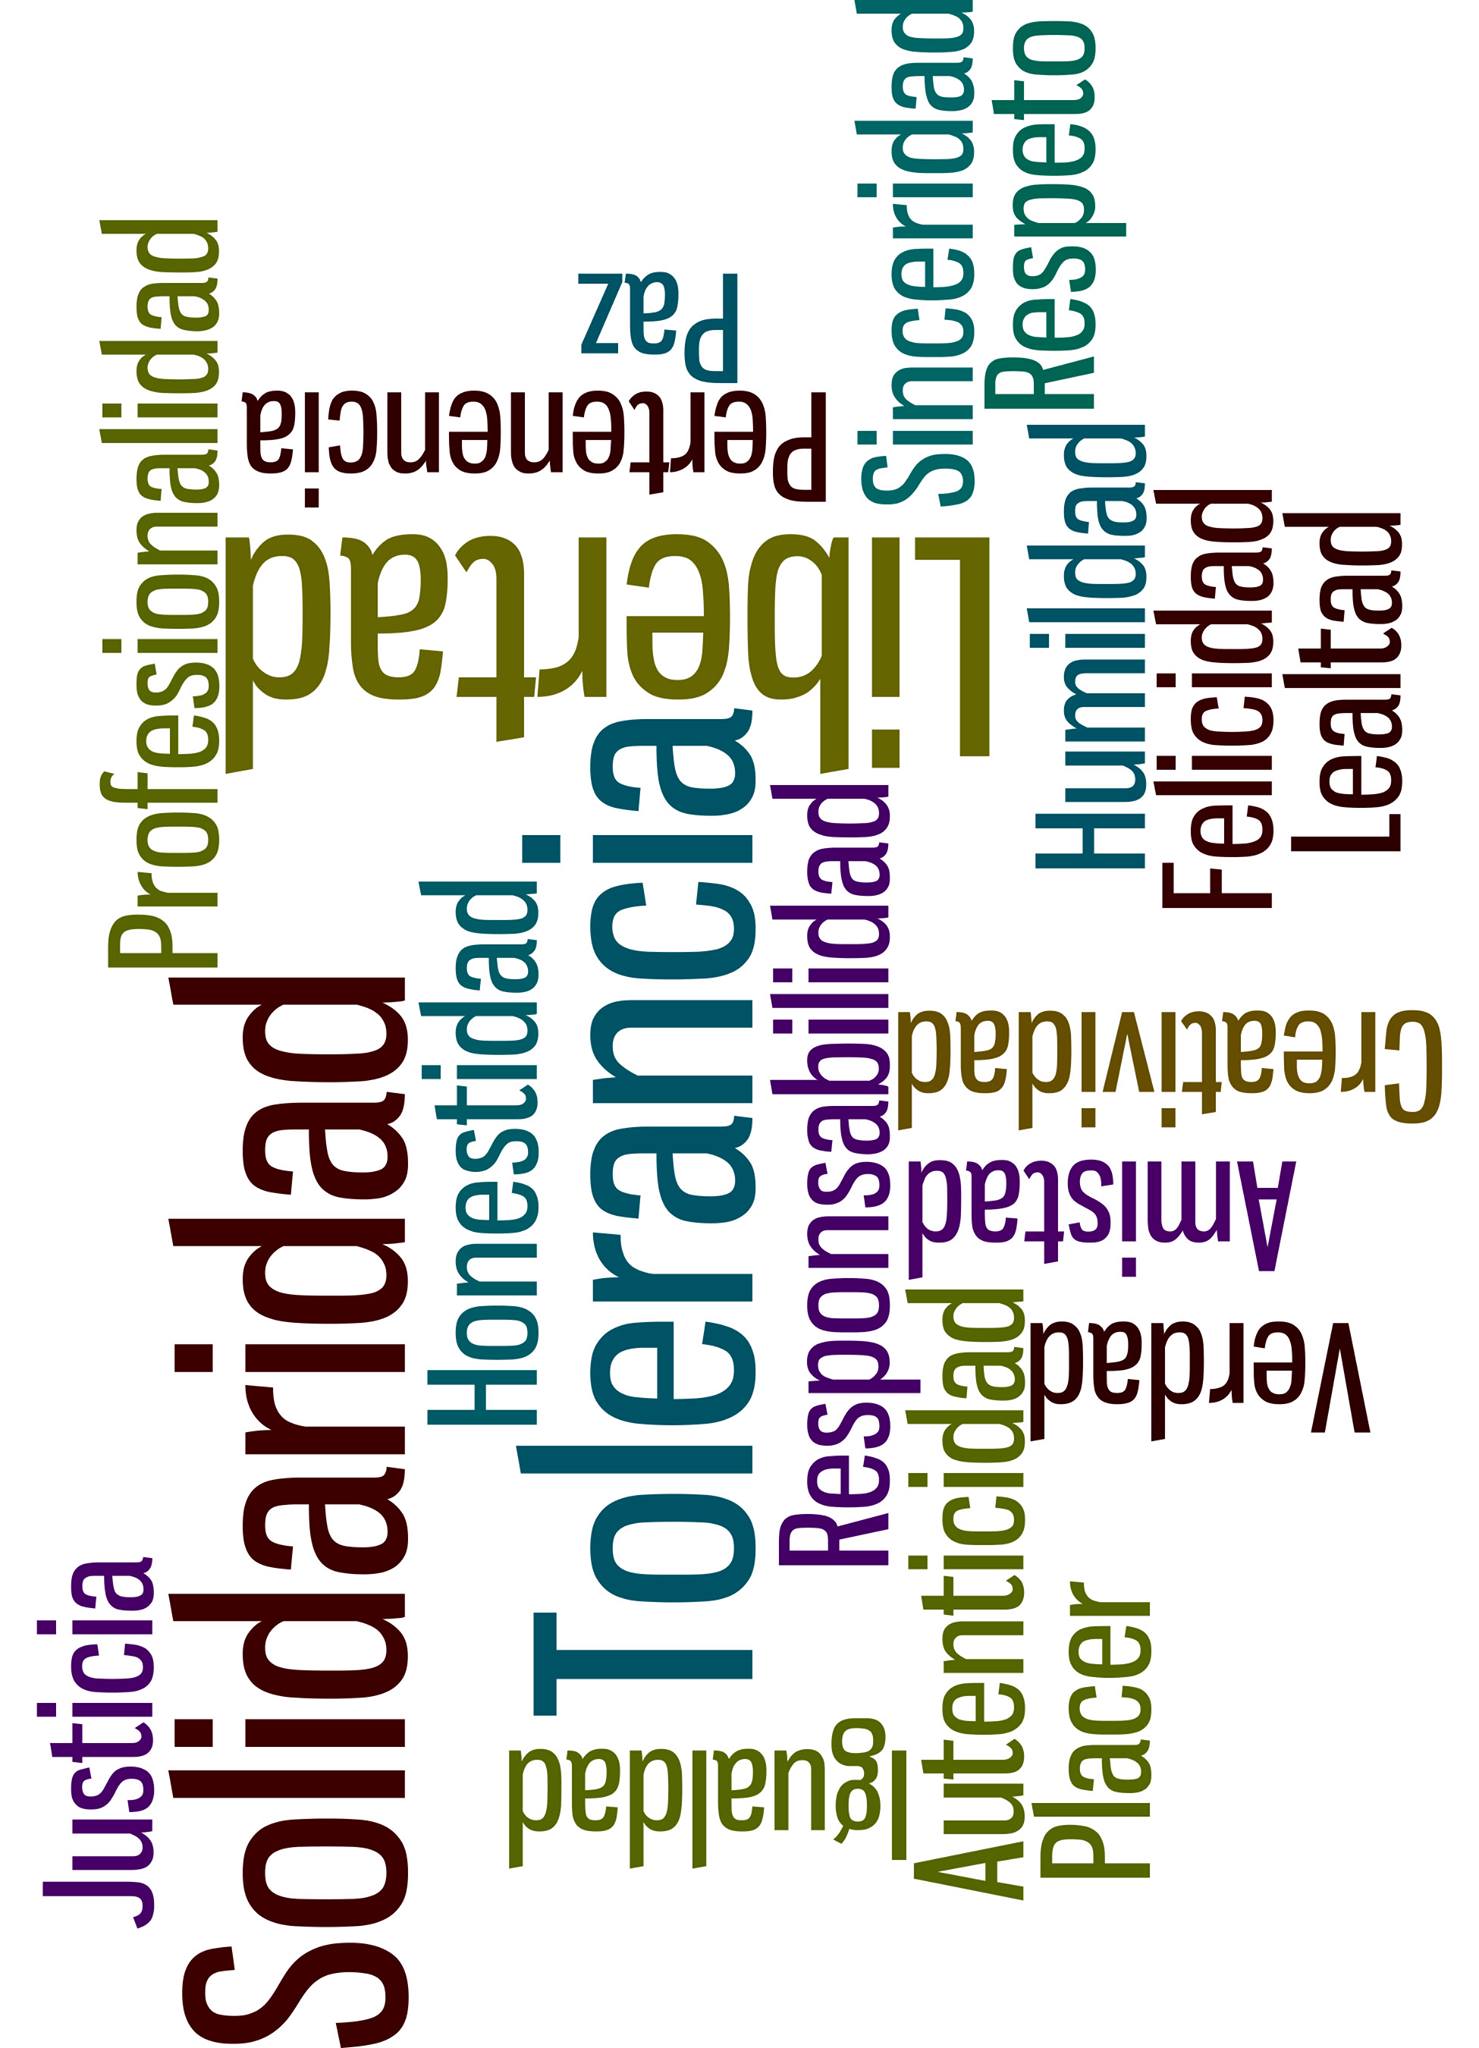 Sinceridad
Respeto
Paz
Pertenencia
Profesionalidad
Libertad
Humildad
Felicidad
Lealtad
Tolerancia
Honestidad
Responsabilidad
Solidaridad
Creatividad
Amistad
Verdad
Autenticidad
Placer
Igualdad
Justicia